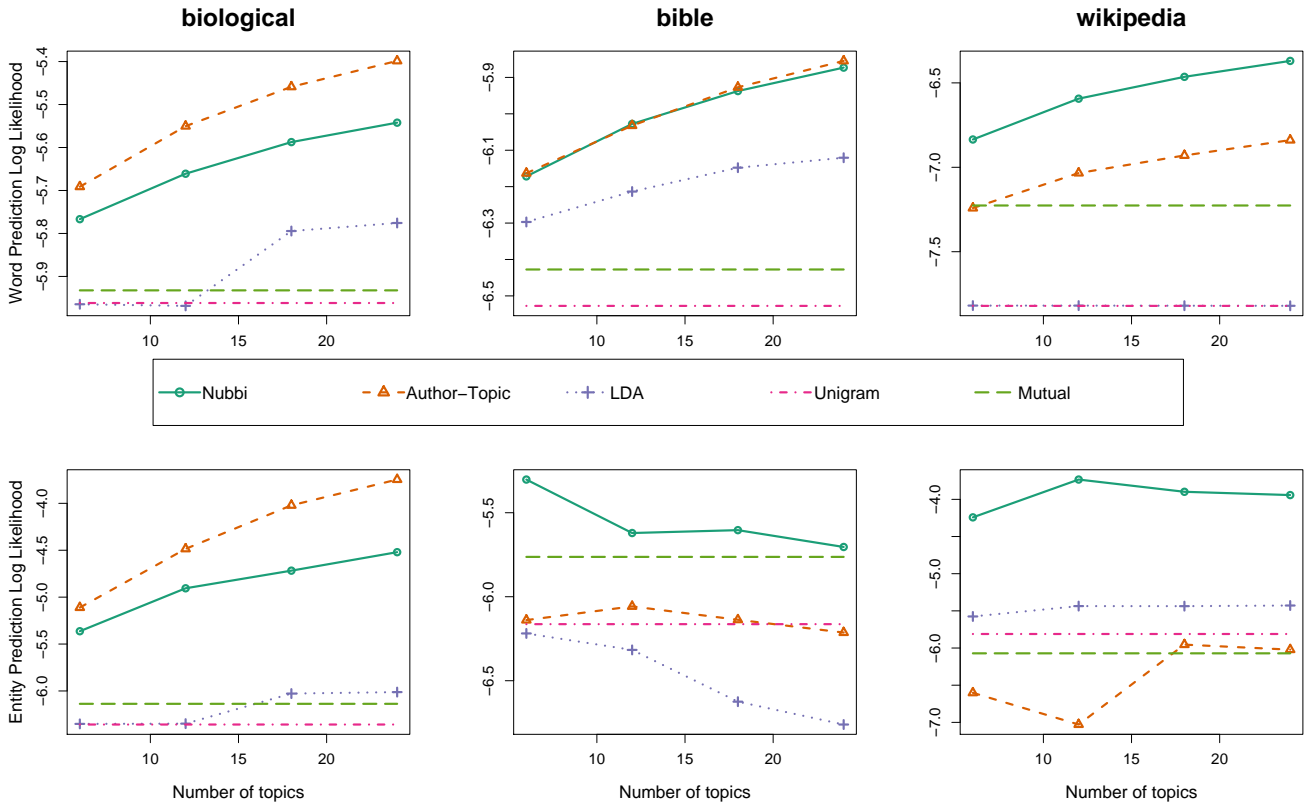 biological bible wikipedia
Word Prediction Log Likelihood
−5.4
−5.5
−5.6
−5.7
−5.8
−5.9
10 15 20
−5.9
−6.1
−6.3
−6.5
10 15 20
−6.5
−7.0
−7.5
10 15 20
Nubbi Author−Topic LDA Unigram Mutual
Entity Prediction Log Likelihood
−4.0
−4.5
−5.0
−5.5
−6.0
10 15 20
Number of topics
−5.5
−6.0
−6.5
10 15 20
Number of topics
−4.0
−5.0
−6.0
−7.0
10 15 20
Number of topics